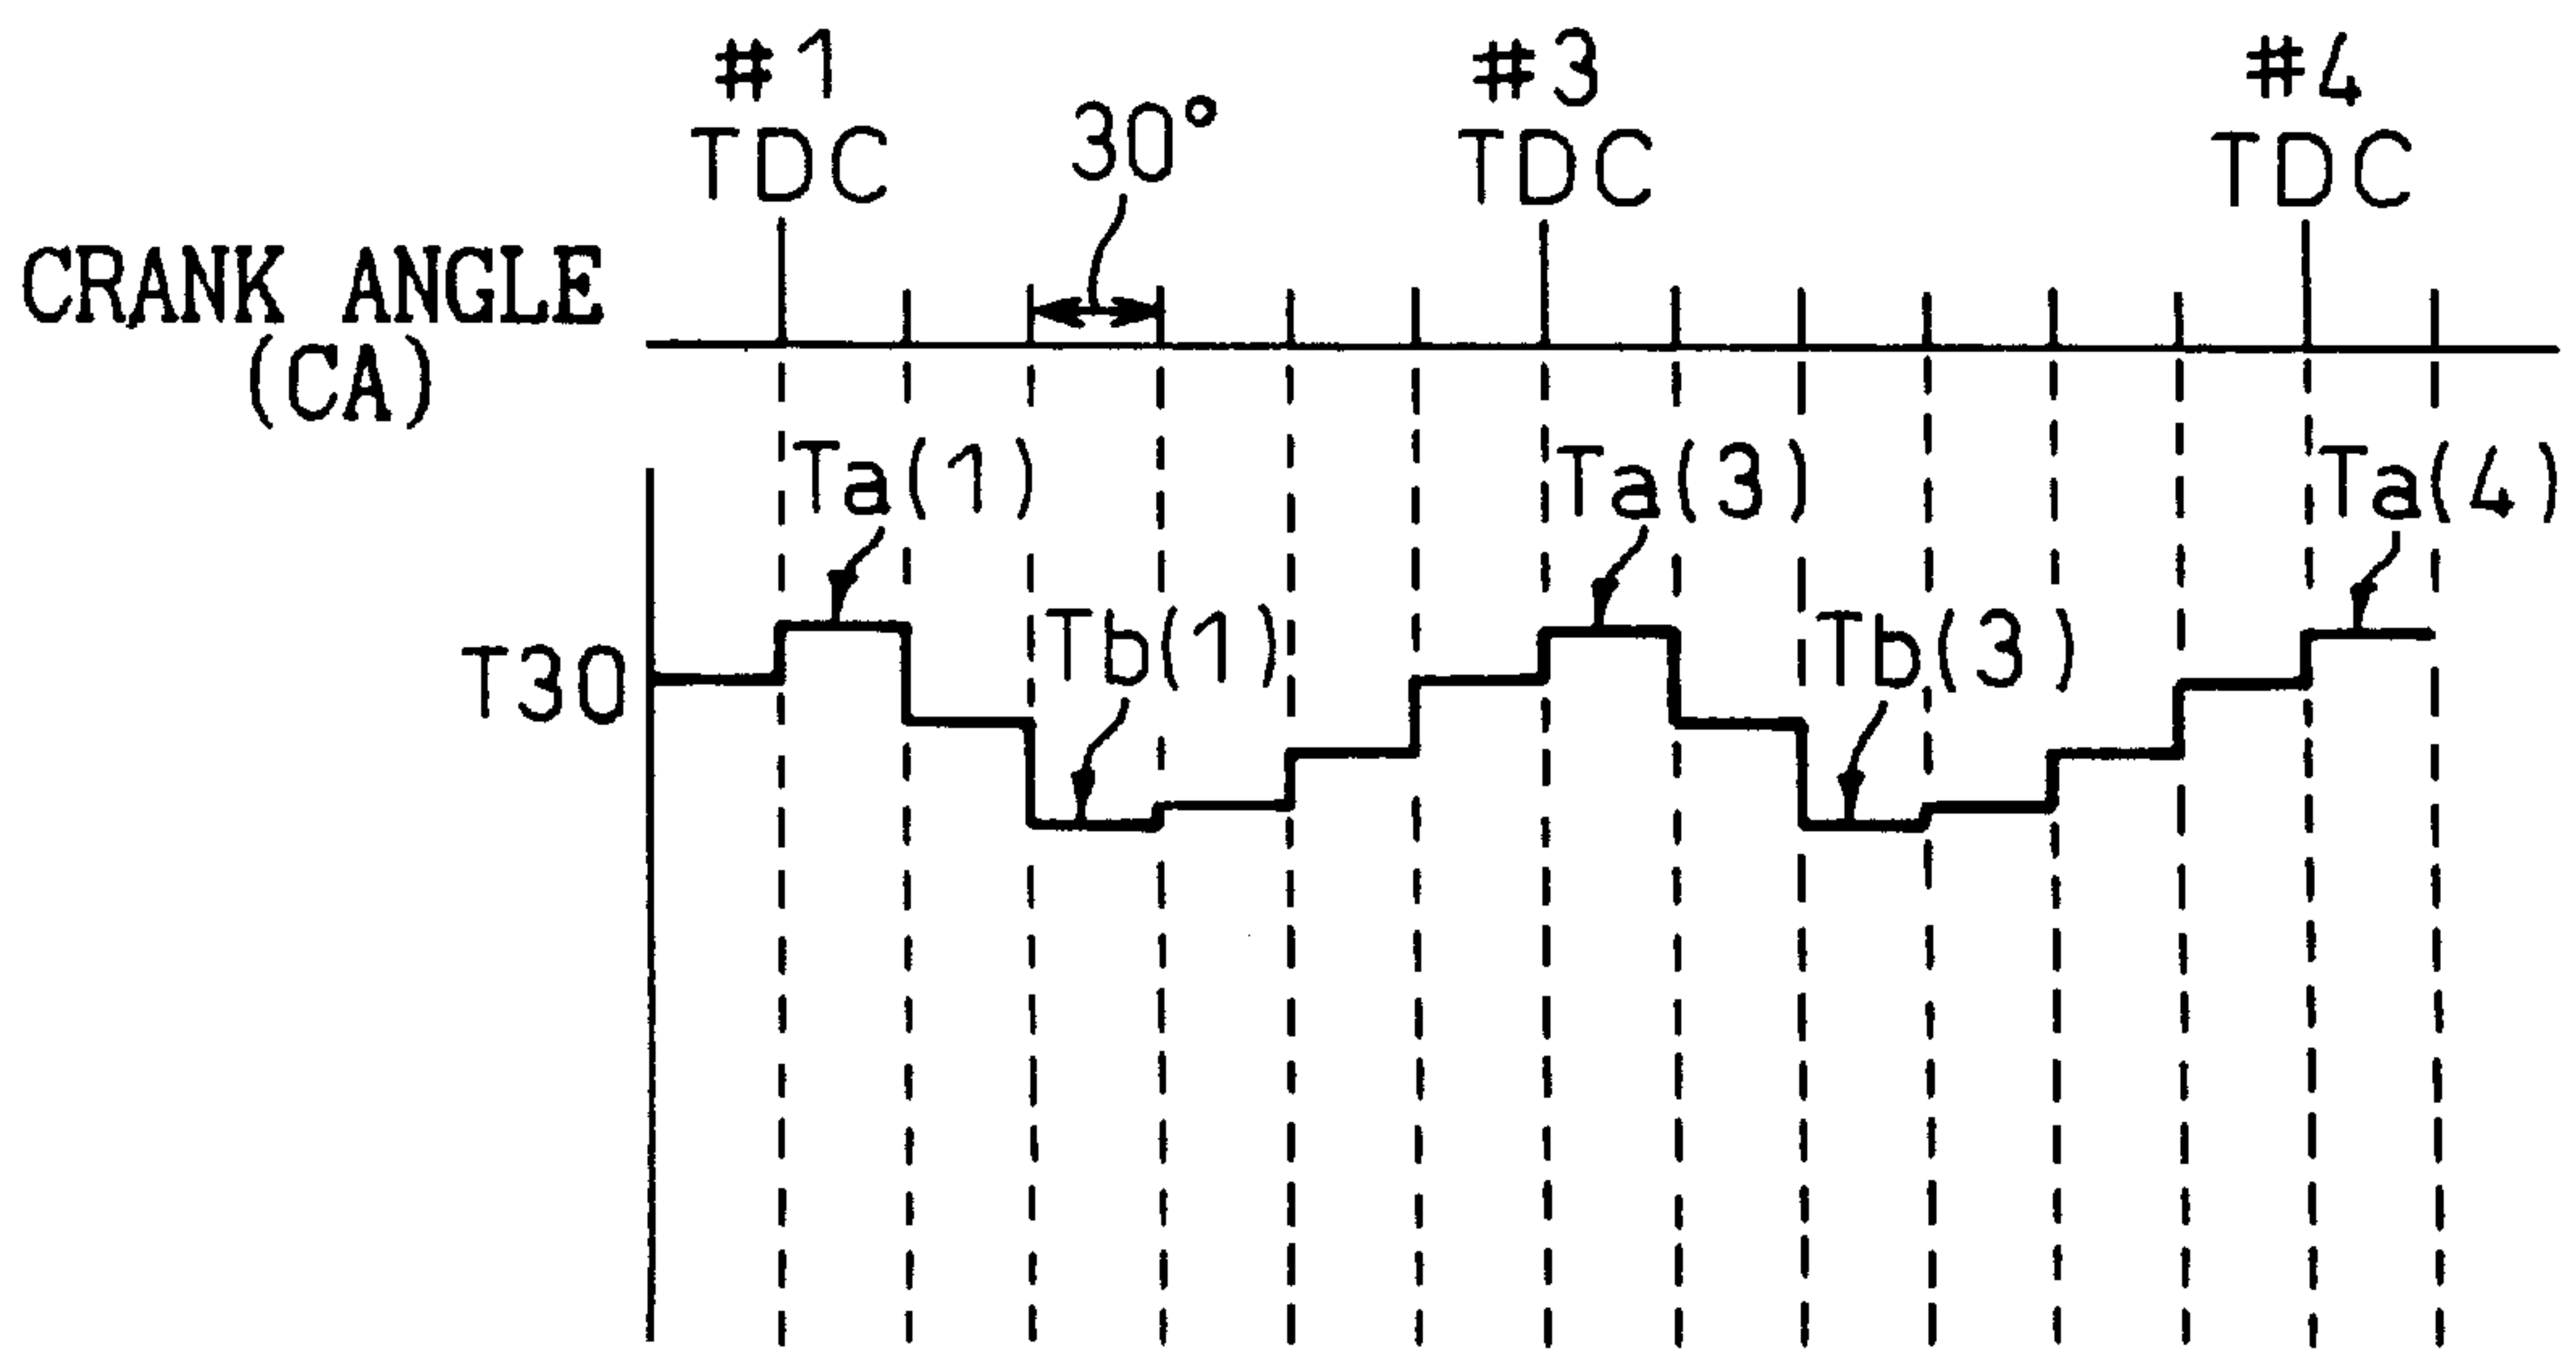 #1
TDC
30°
#3
TDC
#4
TDC
CRANK ANGLE
(CA)
Ta(1)
Ta(3)
Ta(4)
T30
Tb(1)
Tb(3)